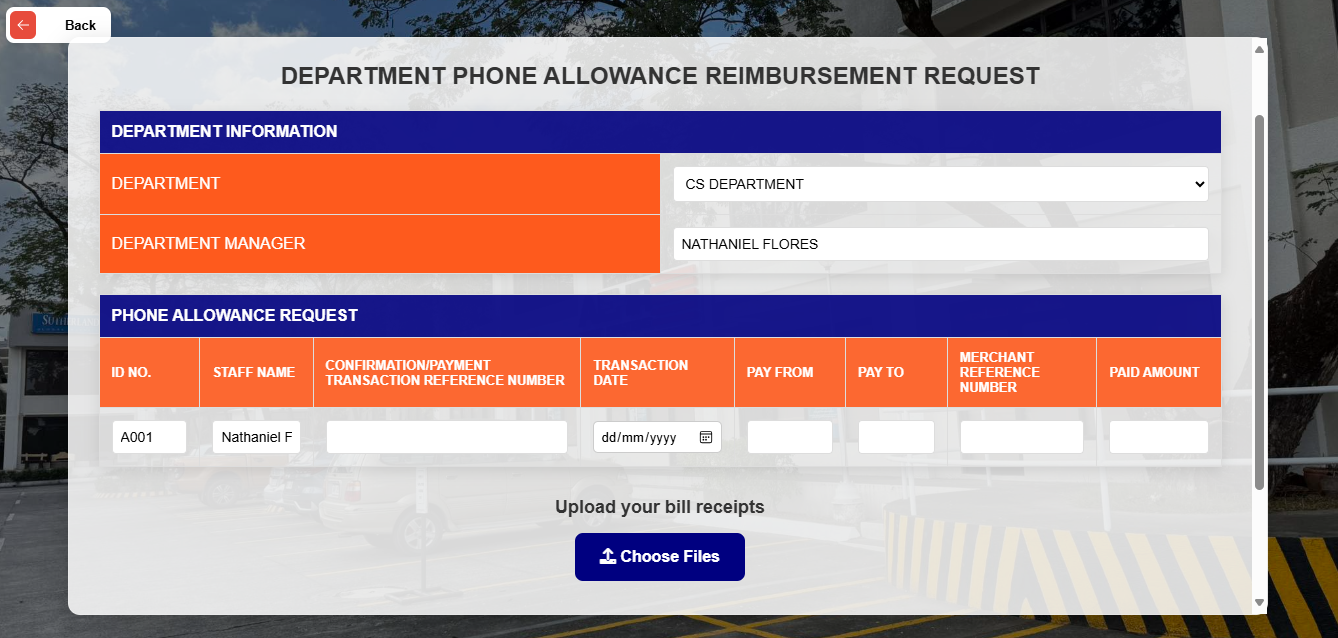 Back
DEPARTMENT PHONE ALLOWANCE REIMBURSEMENT REQUEST
DEPARTMENT INFORMATION
DEPARTMENT
CS DEPARTMENT
DEPARTMENT MANAGER
NATHANIEL FLORES
PHONE ALLOWANCE REQUEST
ID NO.
STAFF NAME
CONFIRMATION/PAYMENT
TRANSACTION REFERENCE NUMBER
TRANSACTION
DATE
PAY FROM
PAY TO
MERCHANT
REFERENCE
NUMBER
PAID AMOUNT
A001
Nathaniel F
dd/mm/yyyy
Upload your bill receipts
Choose Files